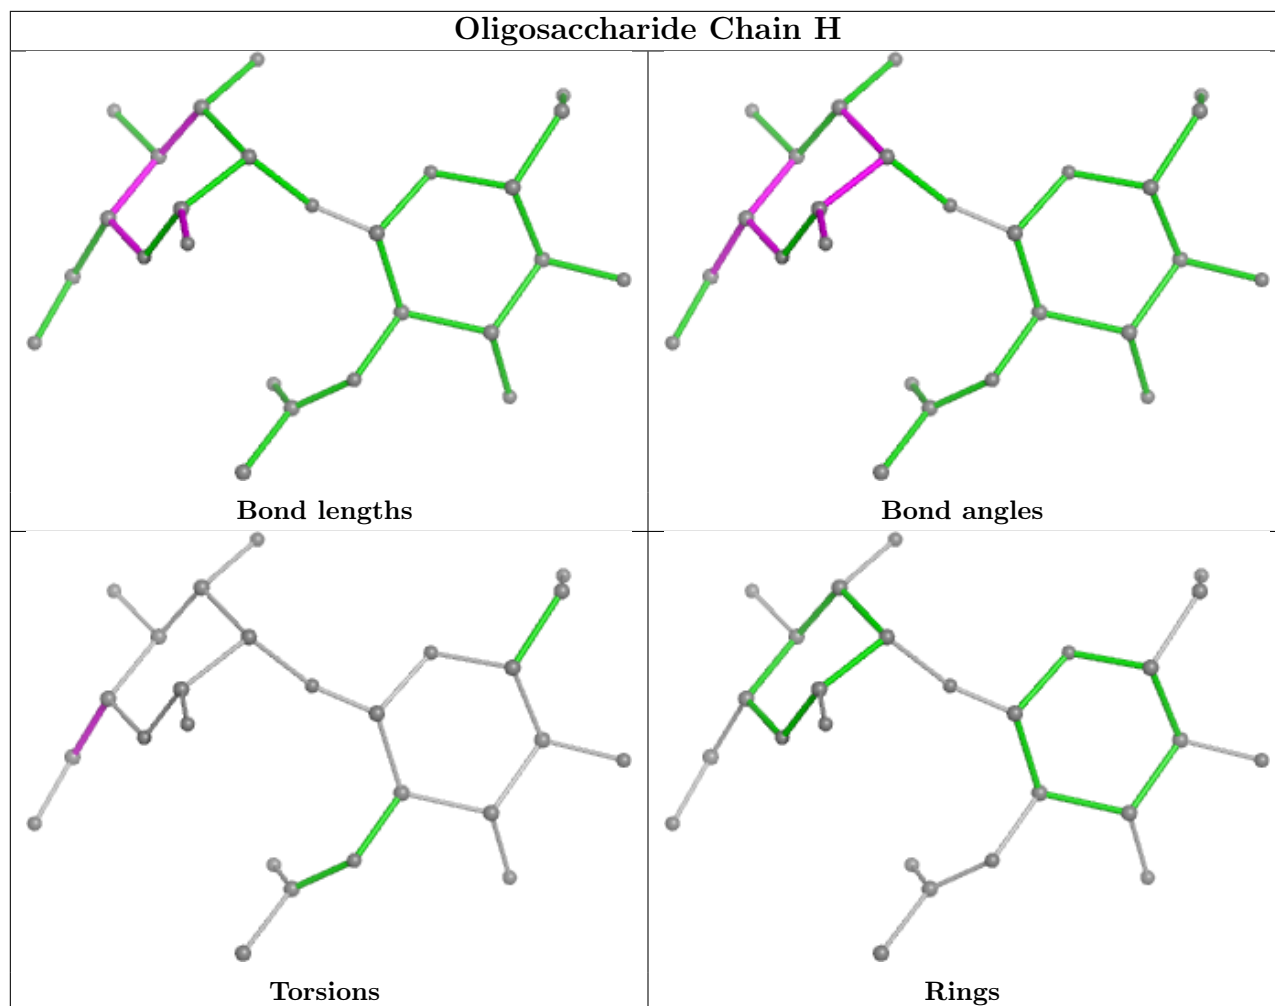 Oligosaccharide Chain H
Bond lengths
Bond angles
Torsions
Rings